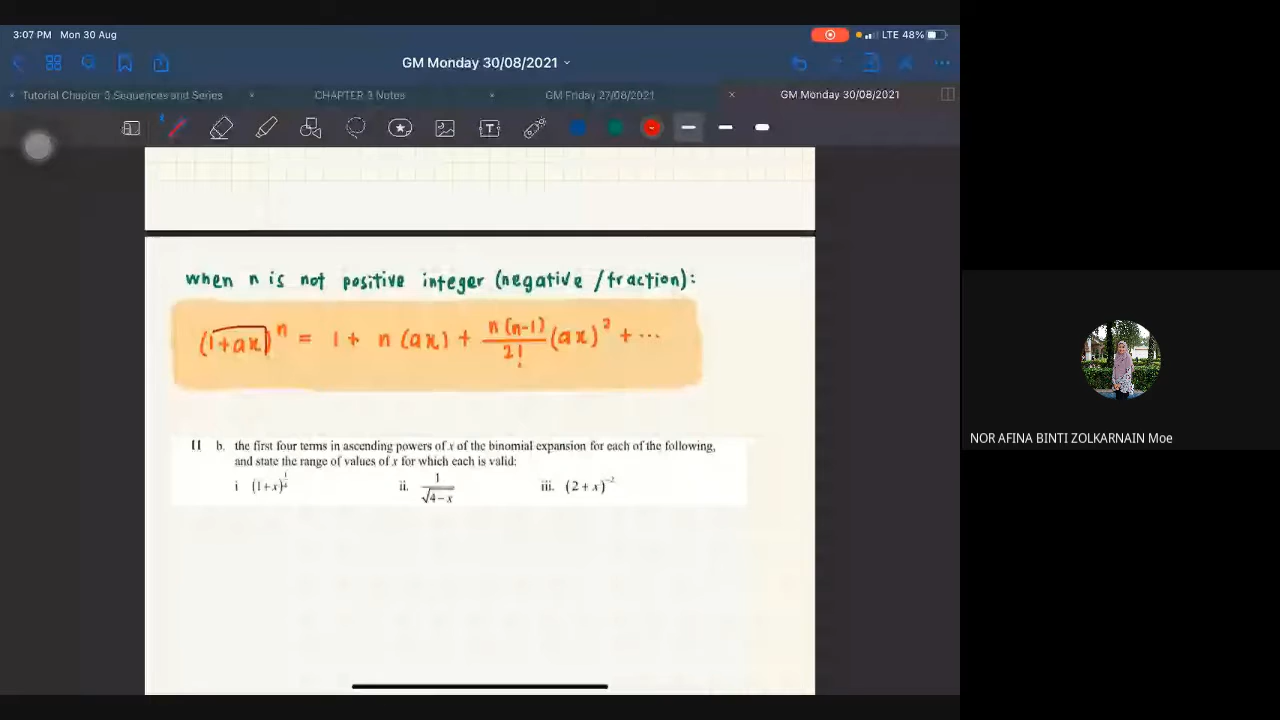 3:07 PM Mon 30 Aug
LTE 48%
GM Monday 30/08/2021
Tutorial Chapter 3 Sequences and Series
CHAPTER 3 Notes
GM Friday 27/08/2021
GM Monday 30/08/2021
when n is not positive integer (negative / fraction):
(1+ax)^n = 1 + n(ax) + n(n-1)/2! (ax)^2 + ...
11 b. the first four terms in ascending powers of x of the binomial expansion for each of the following,
and state the range of values of x for which each is valid:
i (1+x)
ii. 1/√4-x
iii. (2+x)^-2
NOR AFINA BINTI ZOLKARNAIN Moe